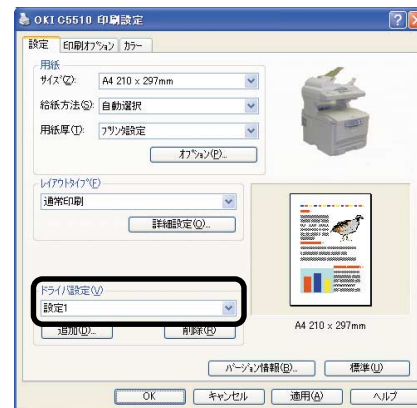 OKI C5510 印刷設定
設定 印刷オプション カラー
用紙
サイズ(Z): A4 210 x 297mm
給紙方法(S): 自動選択
用紙厚(T): プリンタ設定
オプション(P)...
レイアウトタイプ(E)
通常印刷
詳細設定(O)...
ドライバ設定(V)
設定1
追加(D)... 削除(R)
A4 210 x 297mm
バージョン情報(B)... 標準(U)
OK キャンセル 適用(A) ヘルプ